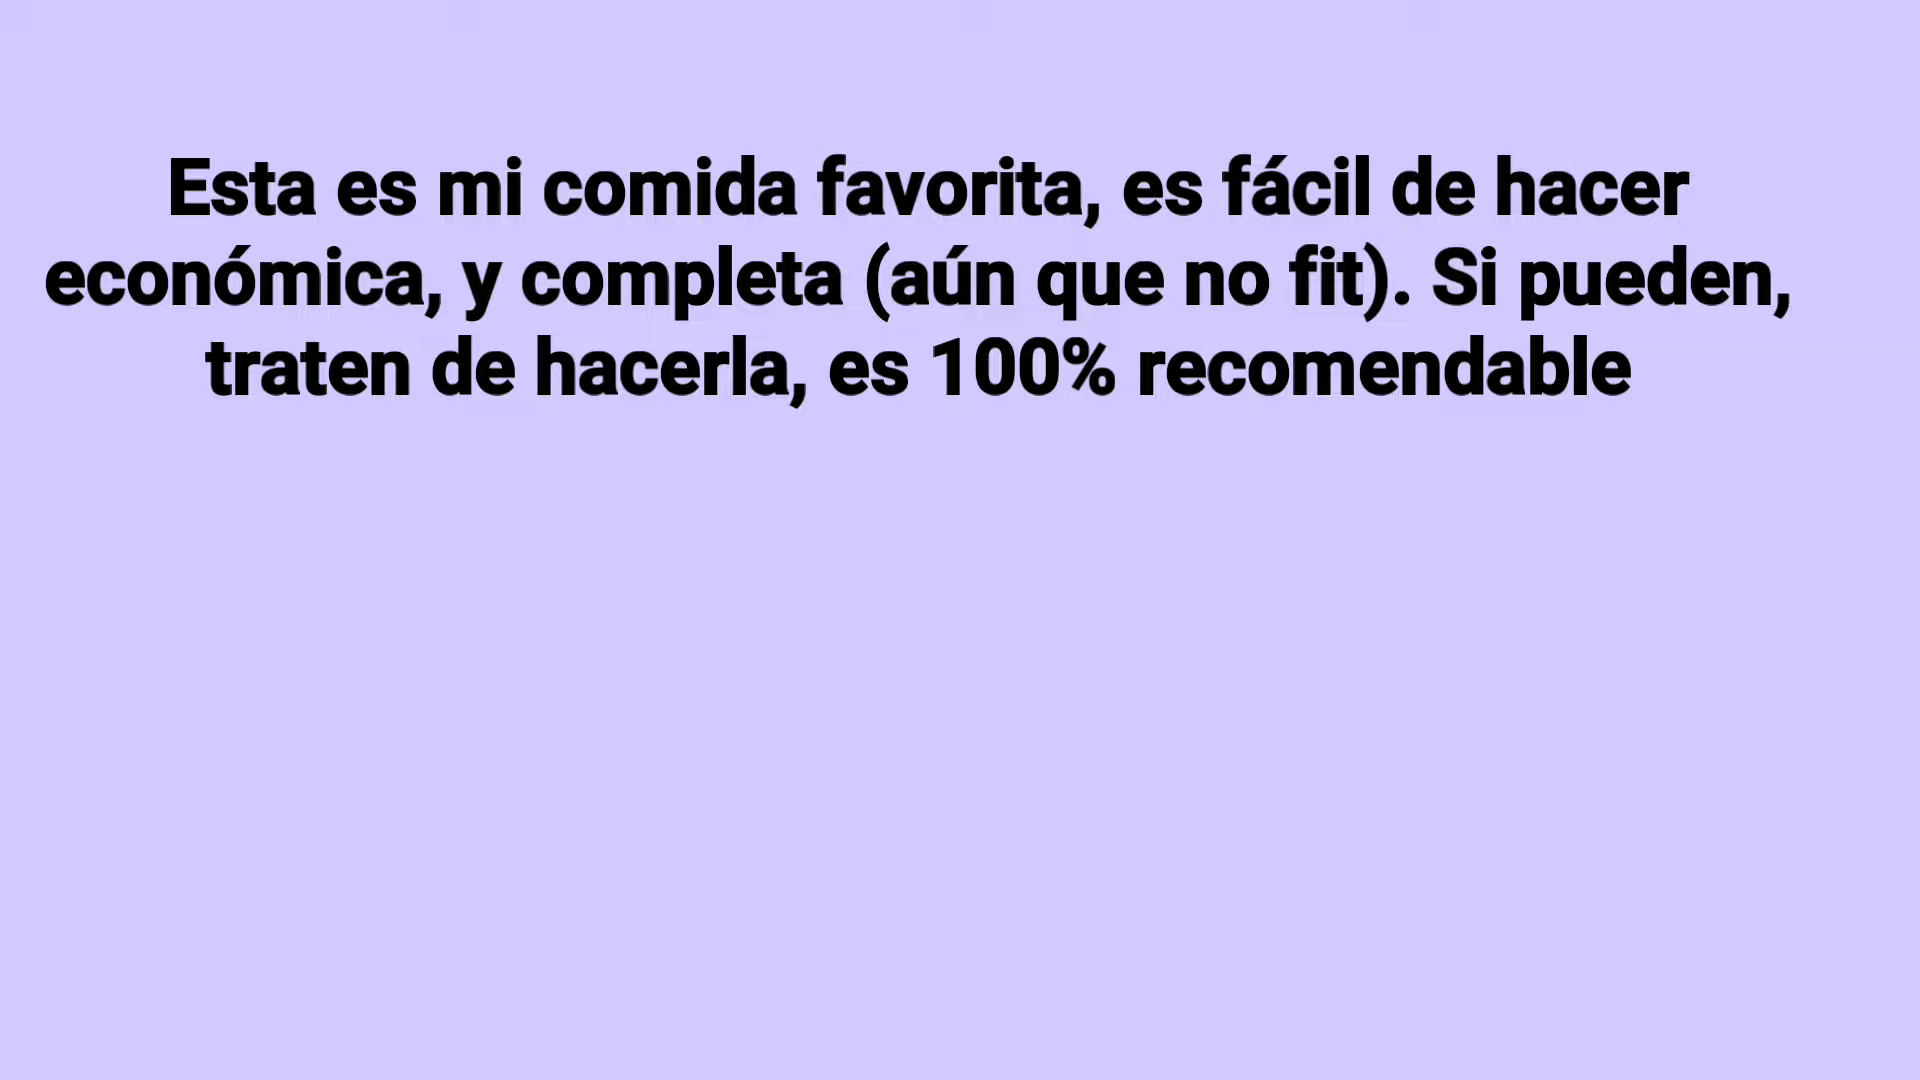 Esta es mi comida favorita, es fácil de hacer
económica, y completa (aún que no fit). Si pueden,
traten de hacerla, es 100% recomendable